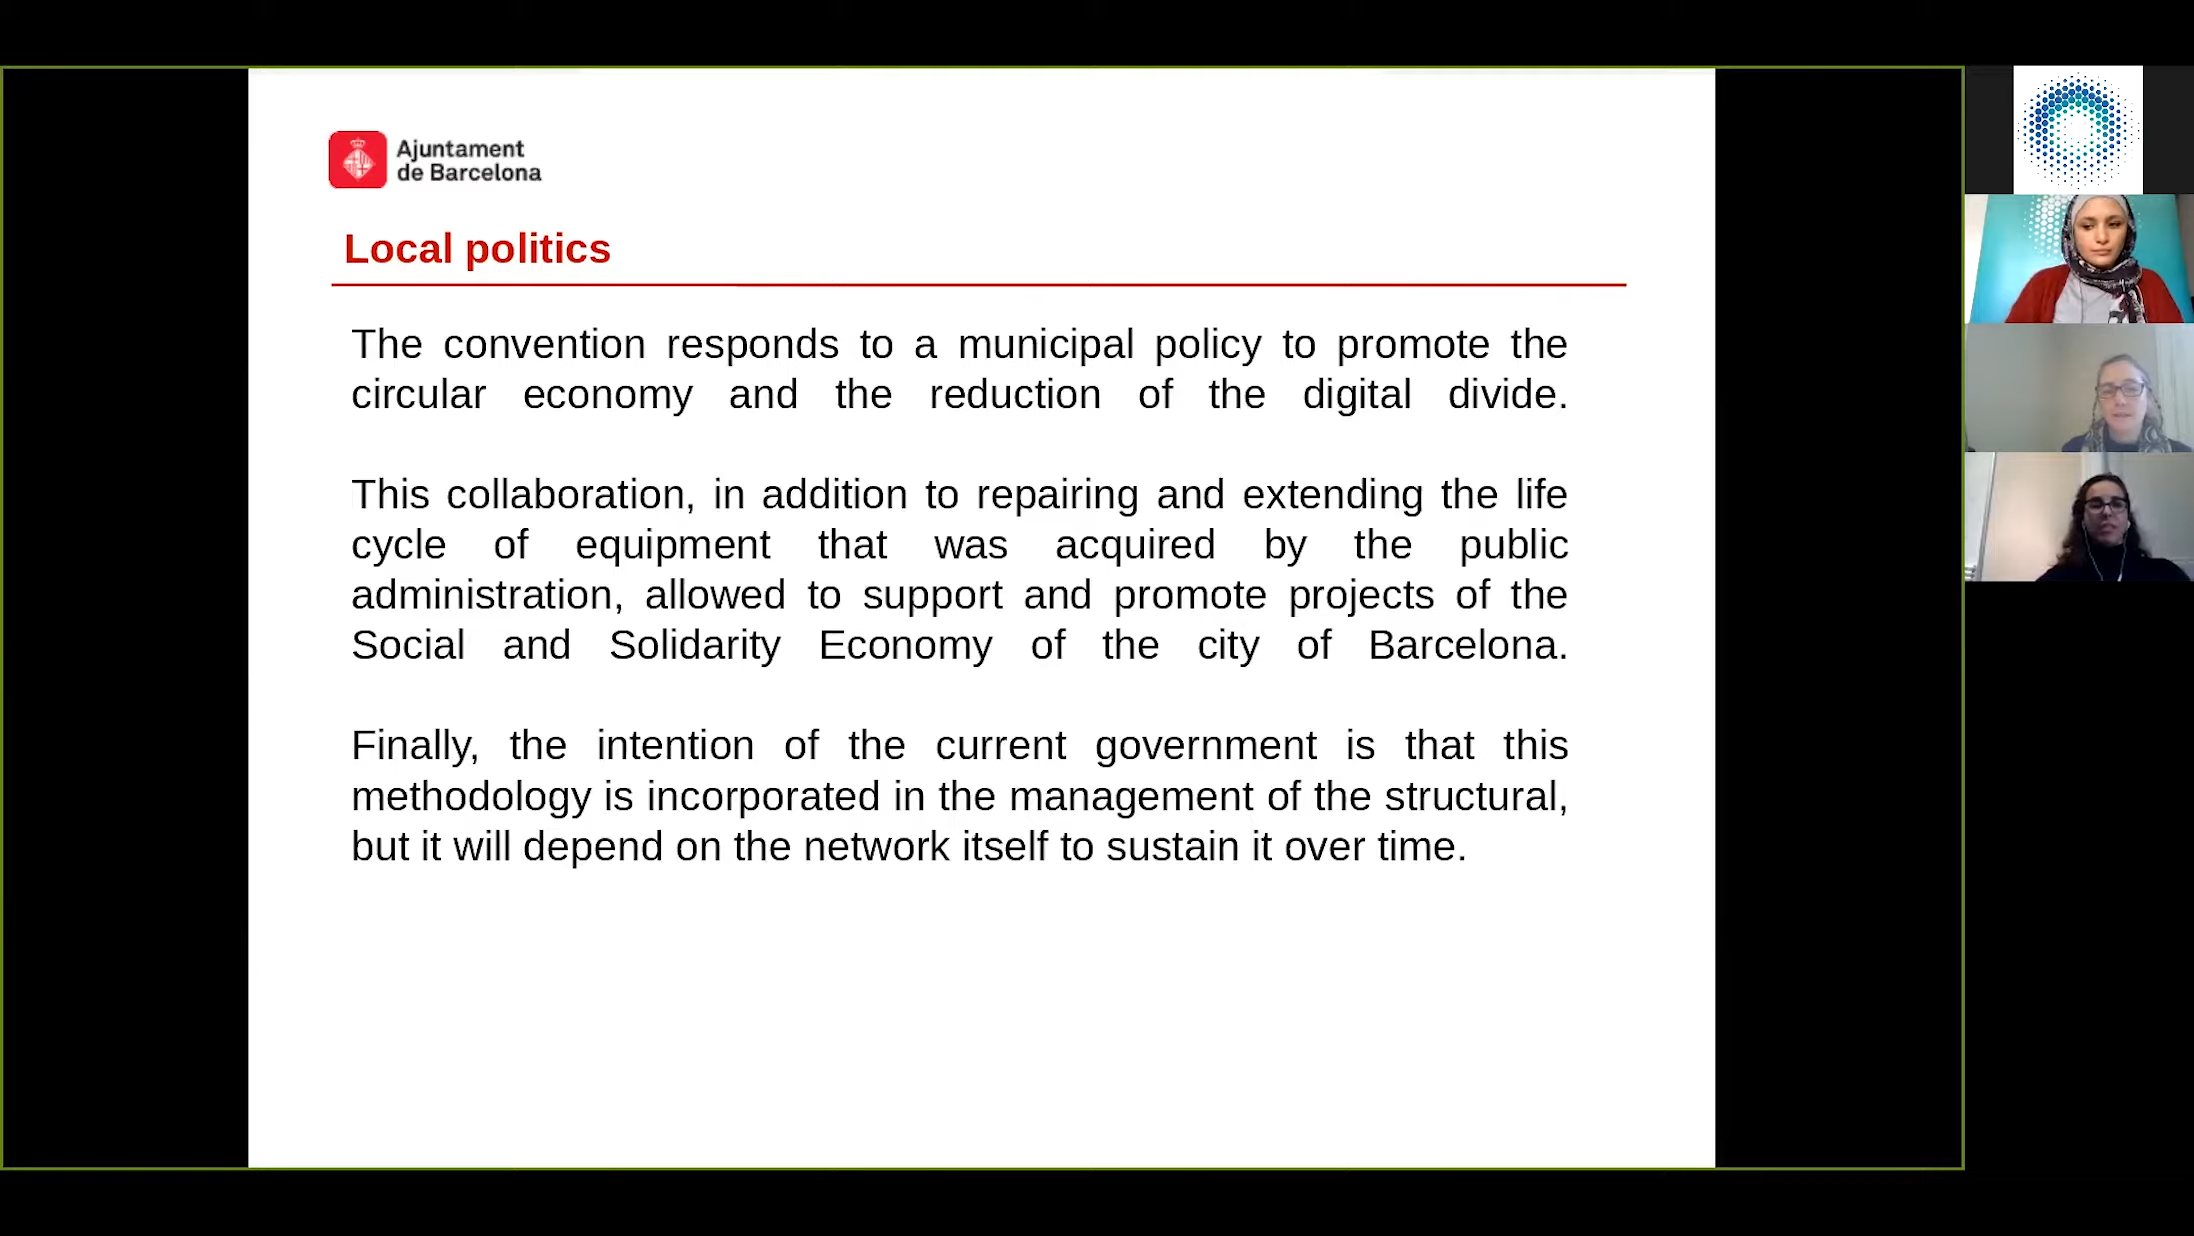 Ajuntament
de Barcelona
Local politics
The convention responds to a municipal policy to promote the
circular economy and the reduction of the digital divide.
This collaboration, in addition to repairing and extending the life
cycle of equipment that was acquired by the public
administration, allowed to support and promote projects of the
Social and Solidarity Economy of the city of Barcelona.
Finally, the intention of the current government is that this
methodology is incorporated in the management of the structural,
but it will depend on the network itself to sustain it over time.